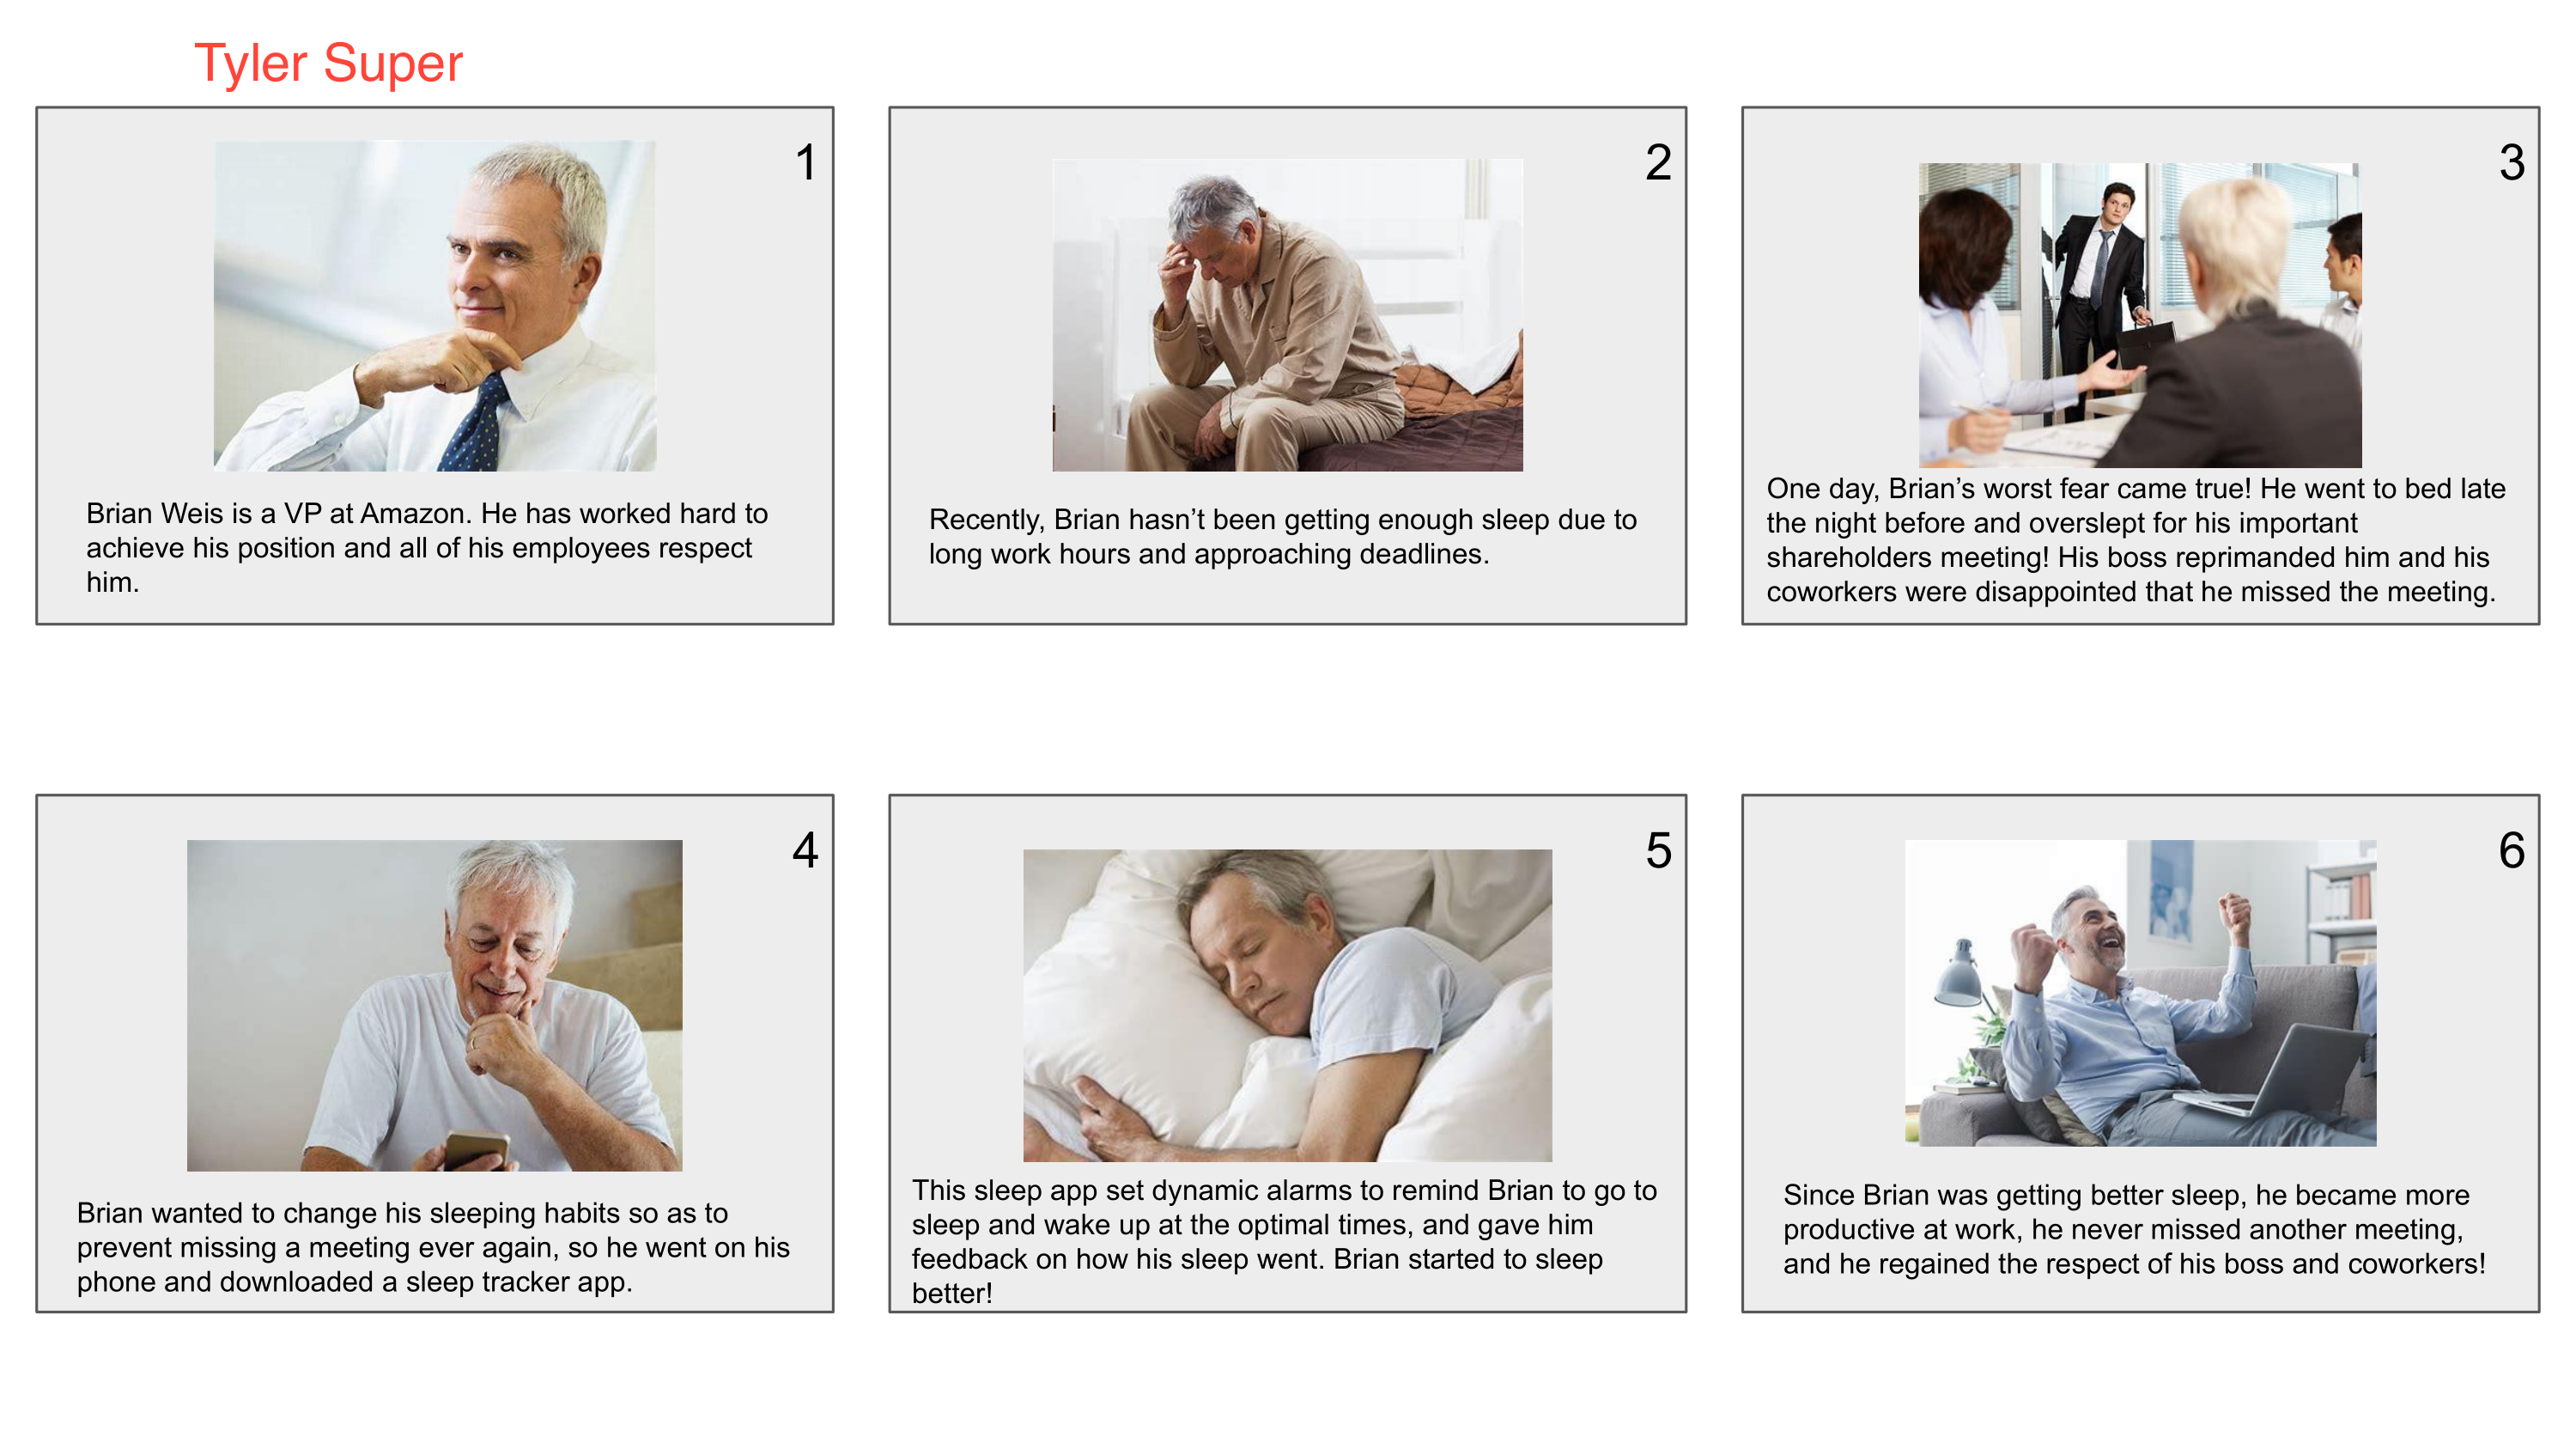 Tyler Super
1
Brian Weis is a VP at Amazon. He has worked hard to
achieve his position and all of his employees respect
him.
2
Recently, Brian hasn’t been getting enough sleep due to
long work hours and approaching deadlines.
3
One day, Brian’s worst fear came true! He went to bed late
the night before and overslept for his important
shareholders meeting! His boss reprimanded him and his
coworkers were disappointed that he missed the meeting.
4
Brian wanted to change his sleeping habits so as to
prevent missing a meeting ever again, so he went on his
phone and downloaded a sleep tracker app.
5
This sleep app set dynamic alarms to remind Brian to go to
sleep and wake up at the optimal times, and gave him
feedback on how his sleep went. Brian started to sleep
better!
6
Since Brian was getting better sleep, he became more
productive at work, he never missed another meeting,
and he regained the respect of his boss and coworkers!